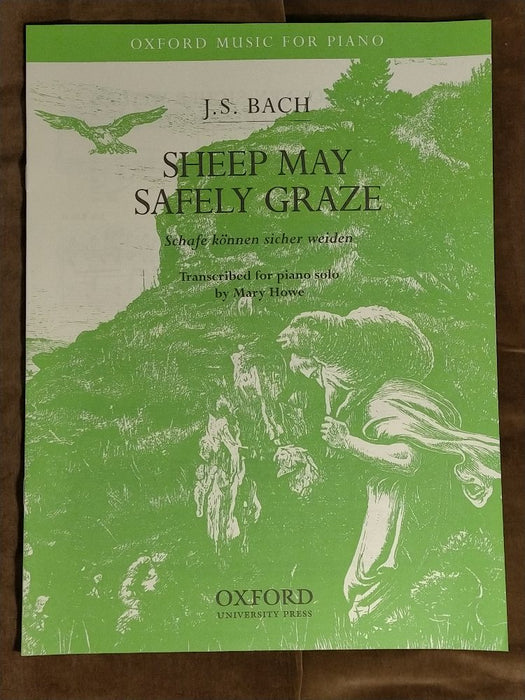 OXFORD MUSIC FOR PIANO
J.S. BACH
SHEEP MAY
SAFELY GRAZE
Schafe können sicher weiden
Transcribed for piano solo
by Mary Howe
OXFORD
UNIVERSITY PRESS